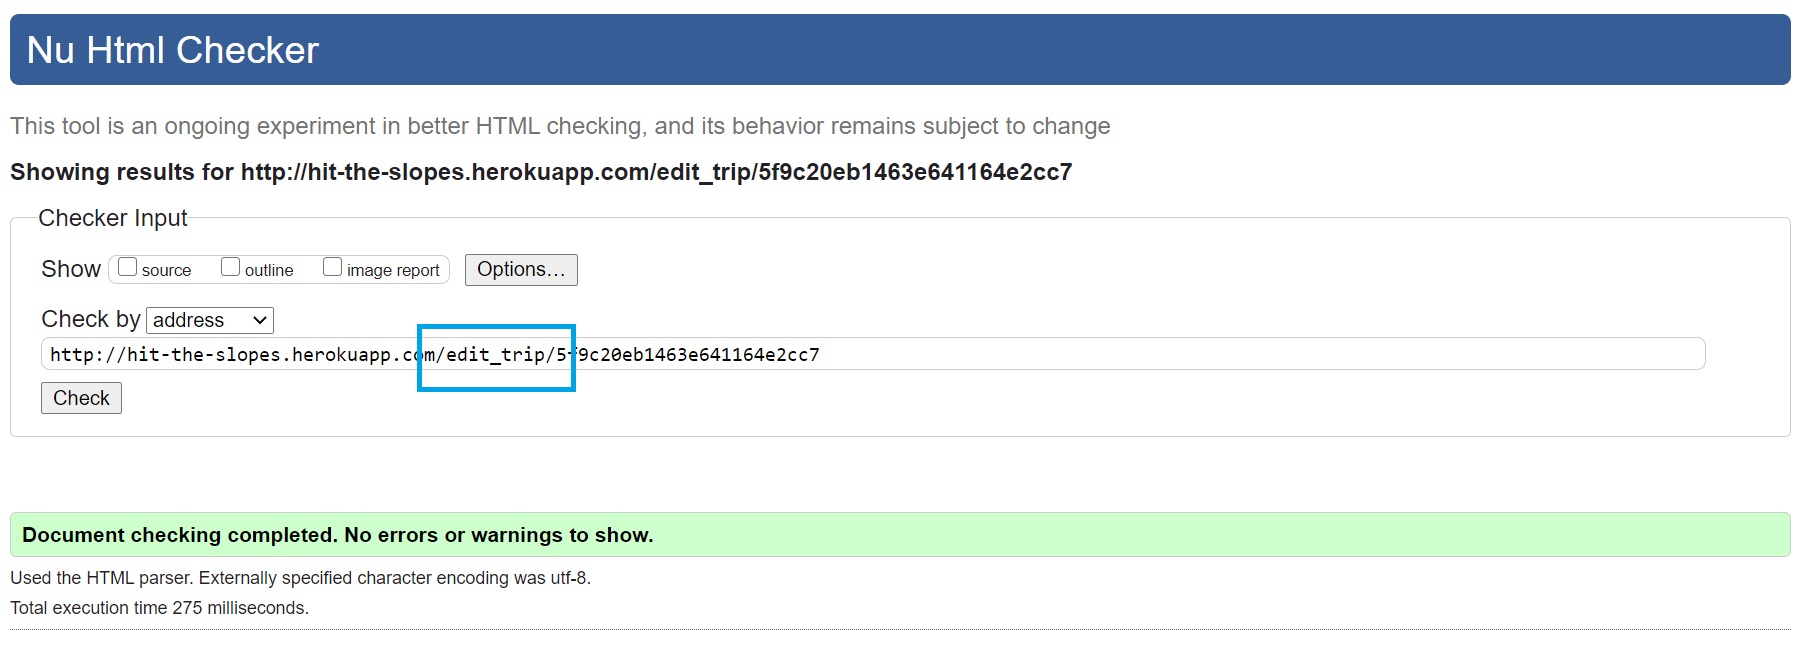 Nu Html Checker
This tool is an ongoing experiment in better HTML checking, and its behavior remains subject to change
Showing results for http://hit-the-slopes.herokuapp.com/edit_trip/5f9c20eb1463e641164e2cc7
Checker Input
Show source outline image report Options...
Check by address
http://hit-the-slopes.herokuapp.com/edit_trip/5f9c20eb1463e641164e2cc7
Check
Document checking completed. No errors or warnings to show.
Used the HTML parser. Externally specified character encoding was utf-8.
Total execution time 275 milliseconds.